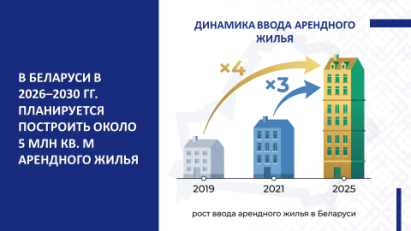 В БЕЛАРУСИ В
2026–2030 ГГ.
ПЛАНИРУЕТСЯ
ПОСТРОИТЬ ОКОЛО
5 МЛН КВ. М
АРЕНДНОГО ЖИЛЬЯ
ДИНАМИКА ВВОДА АРЕНДНОГО
ЖИЛЬЯ
×4
×3
2019 2021 2025
рост ввода арендного жилья в Беларуси